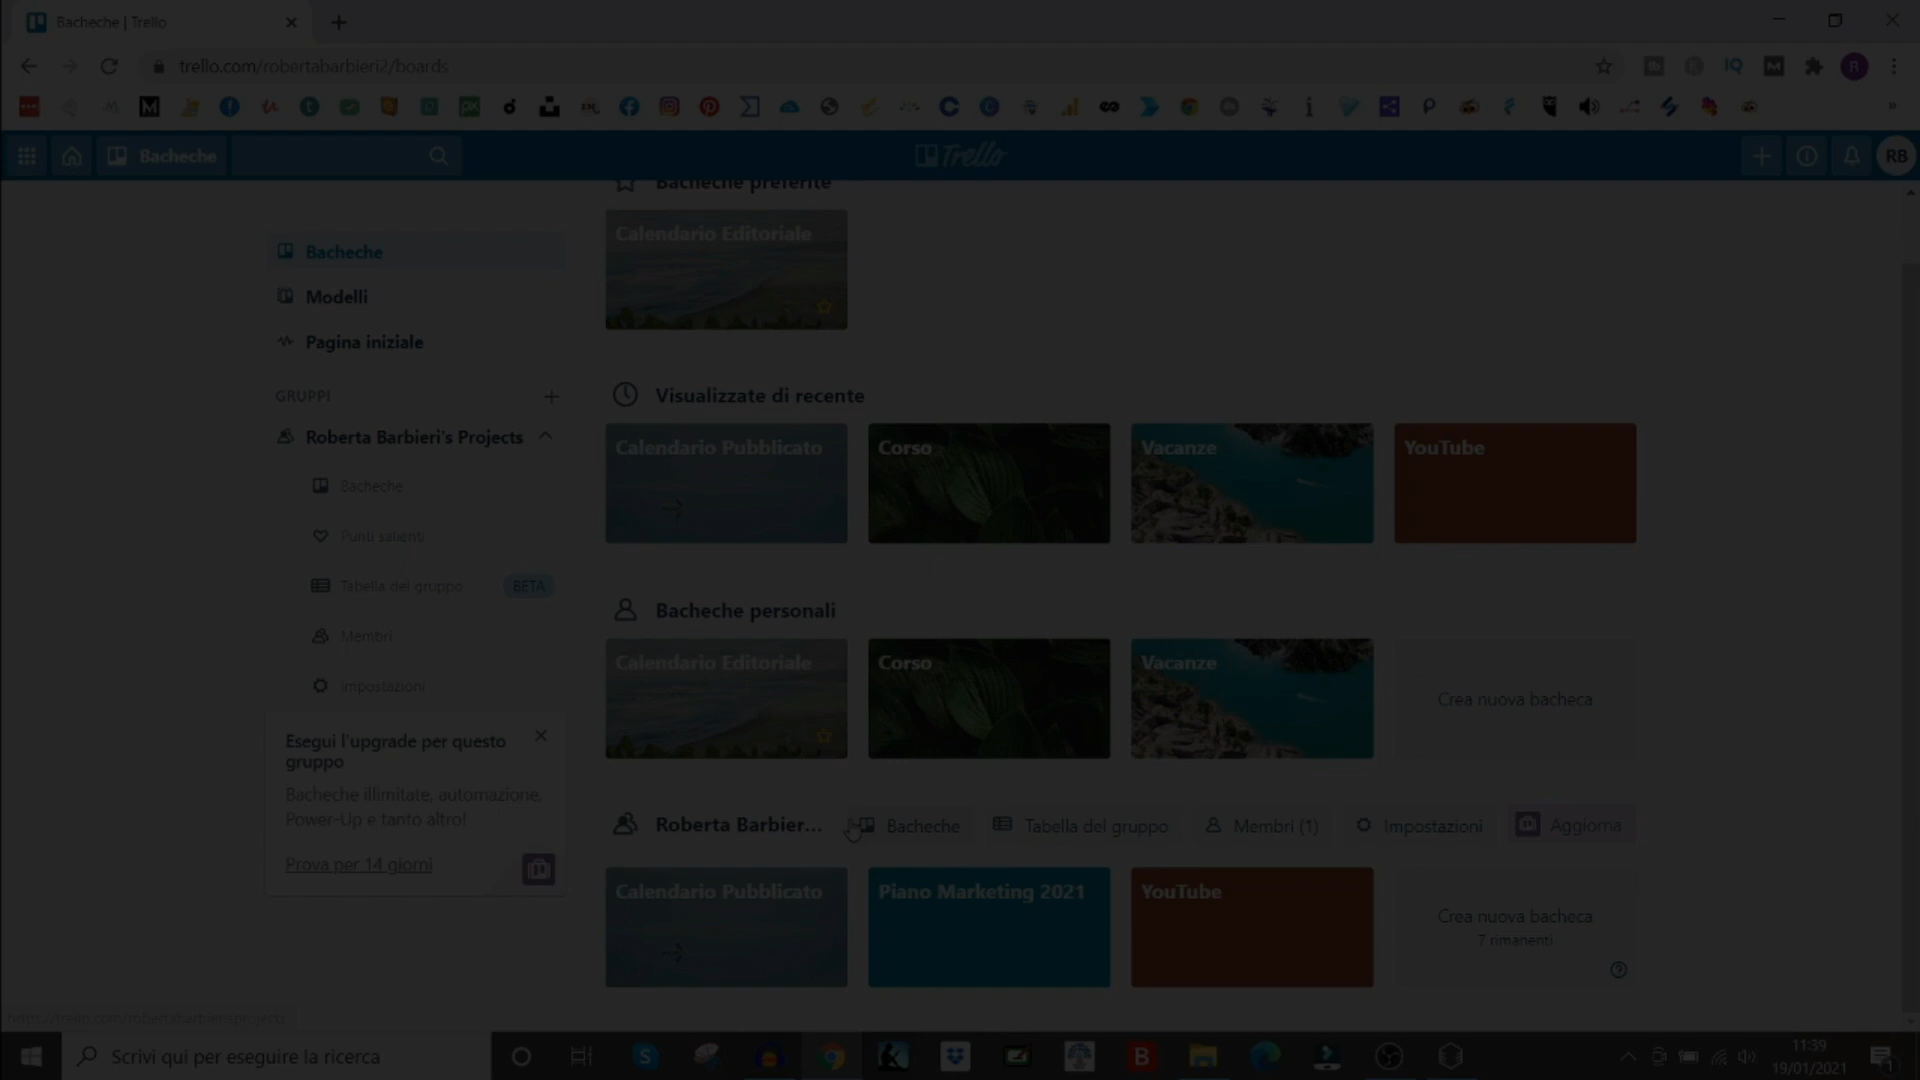 Bacheche | Trello
trello.com/robertabarbieri2/boards
Bacheche
Trello
RB
Bacheche preferite
Calendario Editoriale
Bacheche
Modelli
Pagina iniziale
GRUPPI
Roberta Barbieri's Projects
Bacheche
Punti salienti
Tabella del gruppo BETA
Membri
Impostazioni
Esegui l'upgrade per questo
gruppo
Bacheche illimitate, automazione,
Power-Up e tanto altro!
Prova per 14 giorni
Visualizzate di recente
Calendario Pubblicato
Corso
Vacanze
YouTube
Bacheche personali
Calendario Editoriale
Corso
Vacanze
Crea nuova bacheca
Roberta Barbier...
Bacheche
Tabella del gruppo
Membri (1)
Impostazioni
Aggiorna
Calendario Pubblicato
Piano Marketing 2021
YouTube
Crea nuova bacheca
7 rimanenti
Scrivi qui per eseguire la ricerca
11:39
19/01/2021